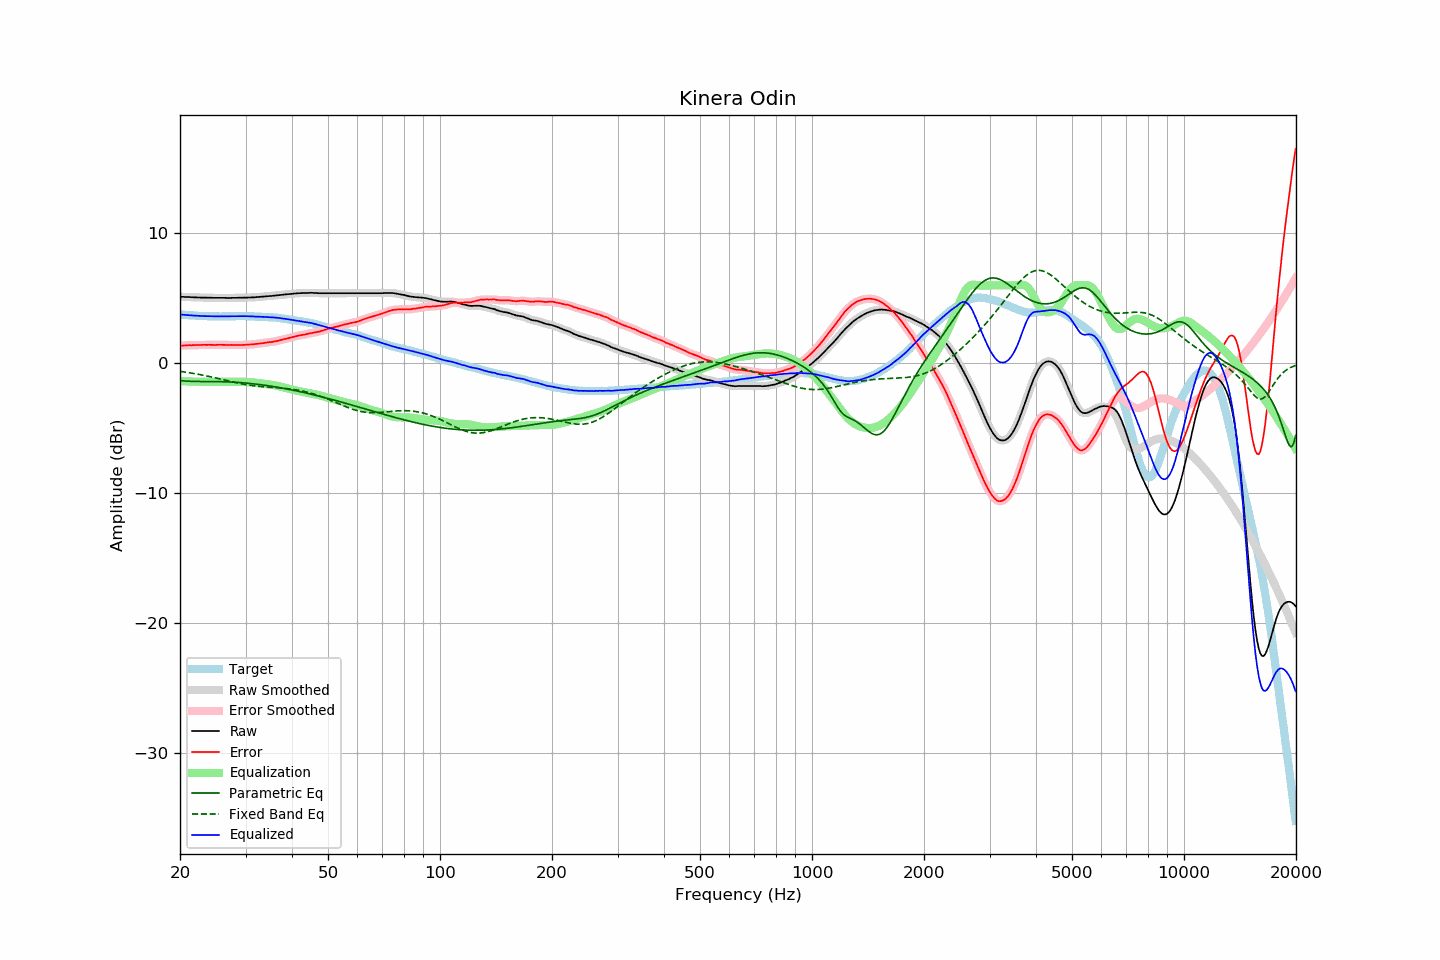 Kinera Odin
10
0
−10
−20
−30
Amplitude (dBr)
Target
Raw Smoothed
Error Smoothed
Raw
Error
Equalization
Parametric Eq
Fixed Band Eq
Equalized
20 50 100 200 500 1000 2000 5000 10000 20000
Frequency (Hz)